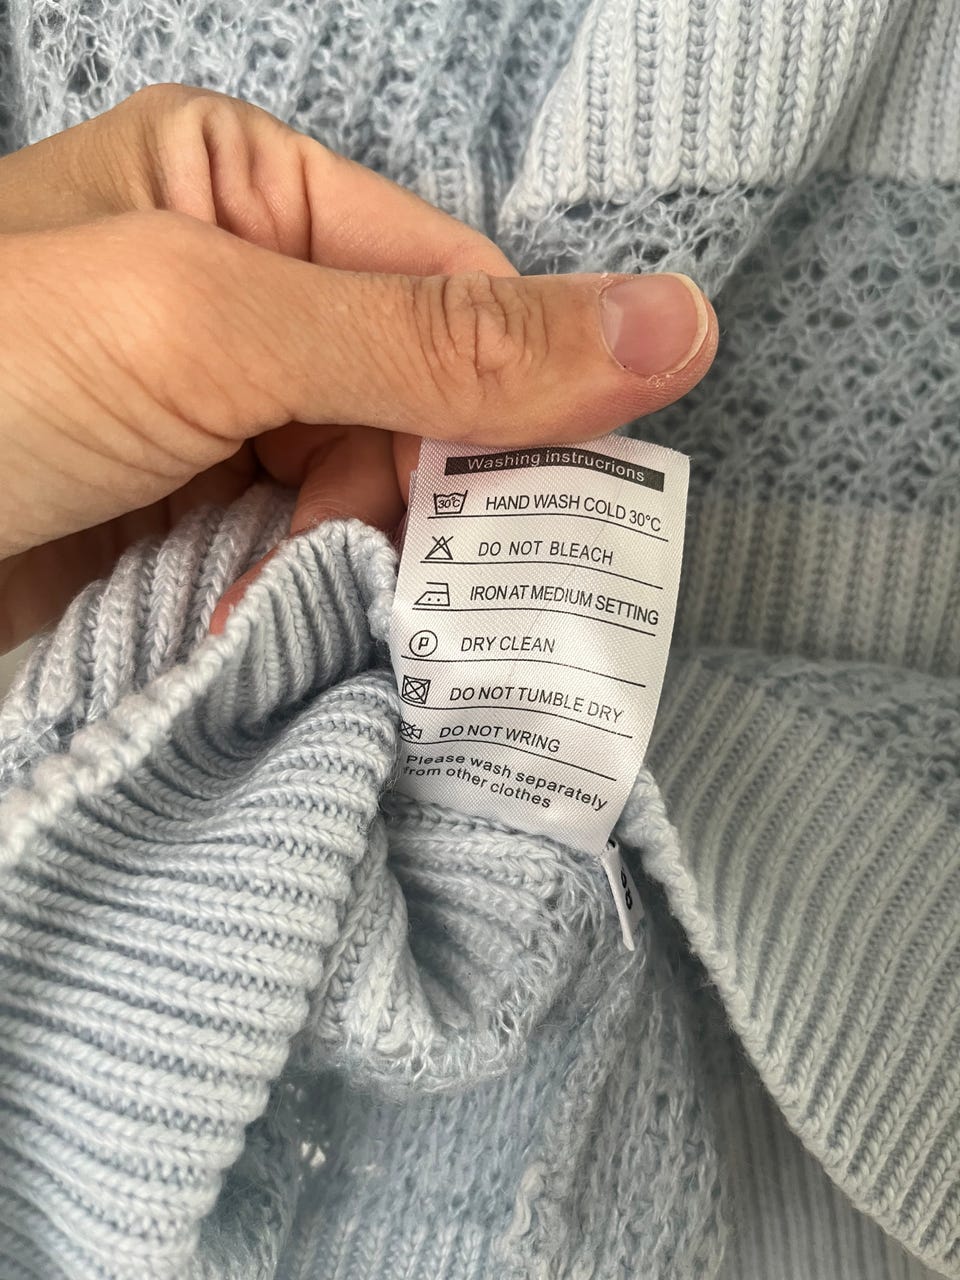 Washing instrucrions
30°C HAND WASH COLD 30°C
DO NOT BLEACH
IRON AT MEDIUM SETTING
P DRY CLEAN
DO NOT TUMBLE DRY
DO NOT WRING
Please wash separately
from other clothes